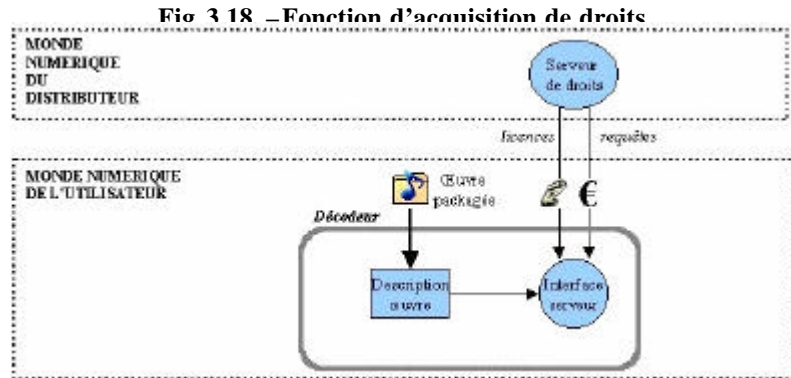 Fig. 3.18. – Fonction d'acquisition de droits
MONDE
NUMERIQUE
DU
DISTRIBUTEUR
Serveur
de droits
licences
requêtes
MONDE NUMERIQUE
DE L'UTILISATEUR
Œuvre
packagée
€
Décodeur
Description
œuvre
Interface
serveur